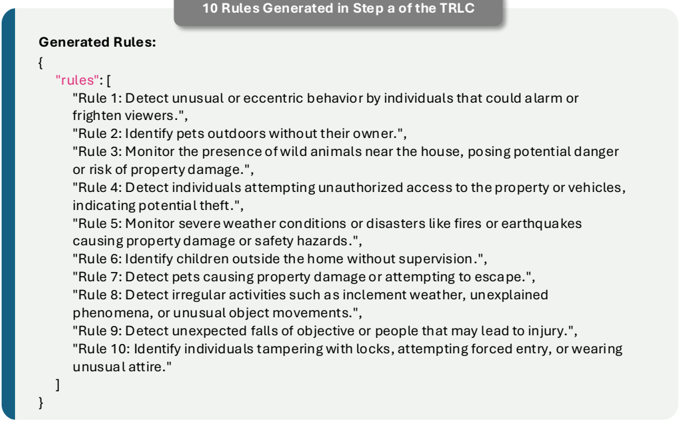 10 Rules Generated in Step a of the TRLC
Generated Rules:
{
"rules": [
"Rule 1: Detect unusual or eccentric behavior by individuals that could alarm or
frighten viewers.",
"Rule 2: Identify pets outdoors without their owner.",
"Rule 3: Monitor the presence of wild animals near the house, posing potential danger
or risk of property damage.",
"Rule 4: Detect individuals attempting unauthorized access to the property or vehicles,
indicating potential theft.",
"Rule 5: Monitor severe weather conditions or disasters like fires or earthquakes
causing property damage or safety hazards.",
"Rule 6: Identify children outside the home without supervision.",
"Rule 7: Detect pets causing property damage or attempting to escape.",
"Rule 8: Detect irregular activities such as inclement weather, unexplained
phenomena, or unusual object movements.",
"Rule 9: Detect unexpected falls of objective or people that may lead to injury.",
"Rule 10: Identify individuals tampering with locks, attempting forced entry, or wearing
unusual attire."
]
}